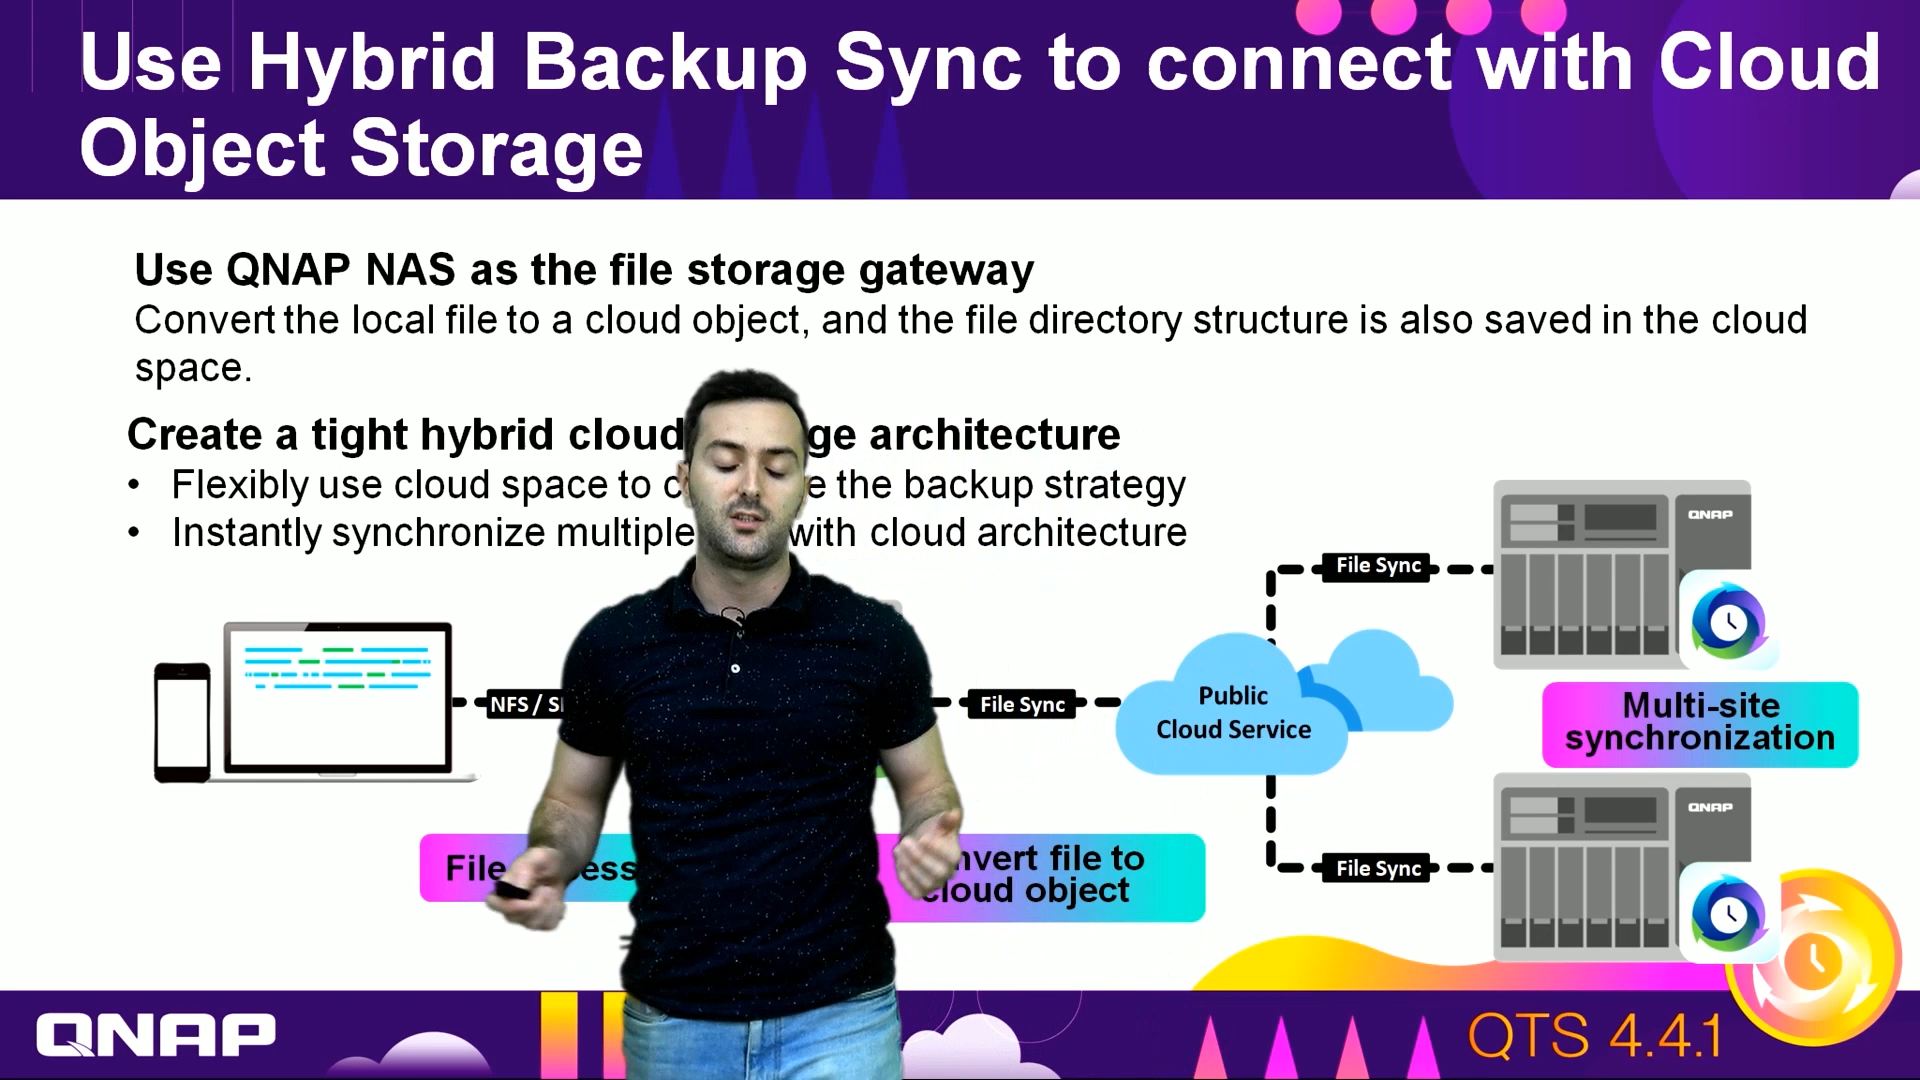 Use Hybrid Backup Sync to connect with Cloud
Object Storage
Use QNAP NAS as the file storage gateway
Convert the local file to a cloud object, and the file directory structure is also saved in the cloud
space.
Create a tight hybrid cloud architecture
• Flexibly use cloud space to the backup strategy
• Instantly synchronize multiple with cloud architecture
QNAP
File Sync
NFS /
File Sync
Public
Cloud Service
Multi-site
synchronization
QNAP
File
file to
cloud object
File Sync
QNAP
QTS 4.4.1